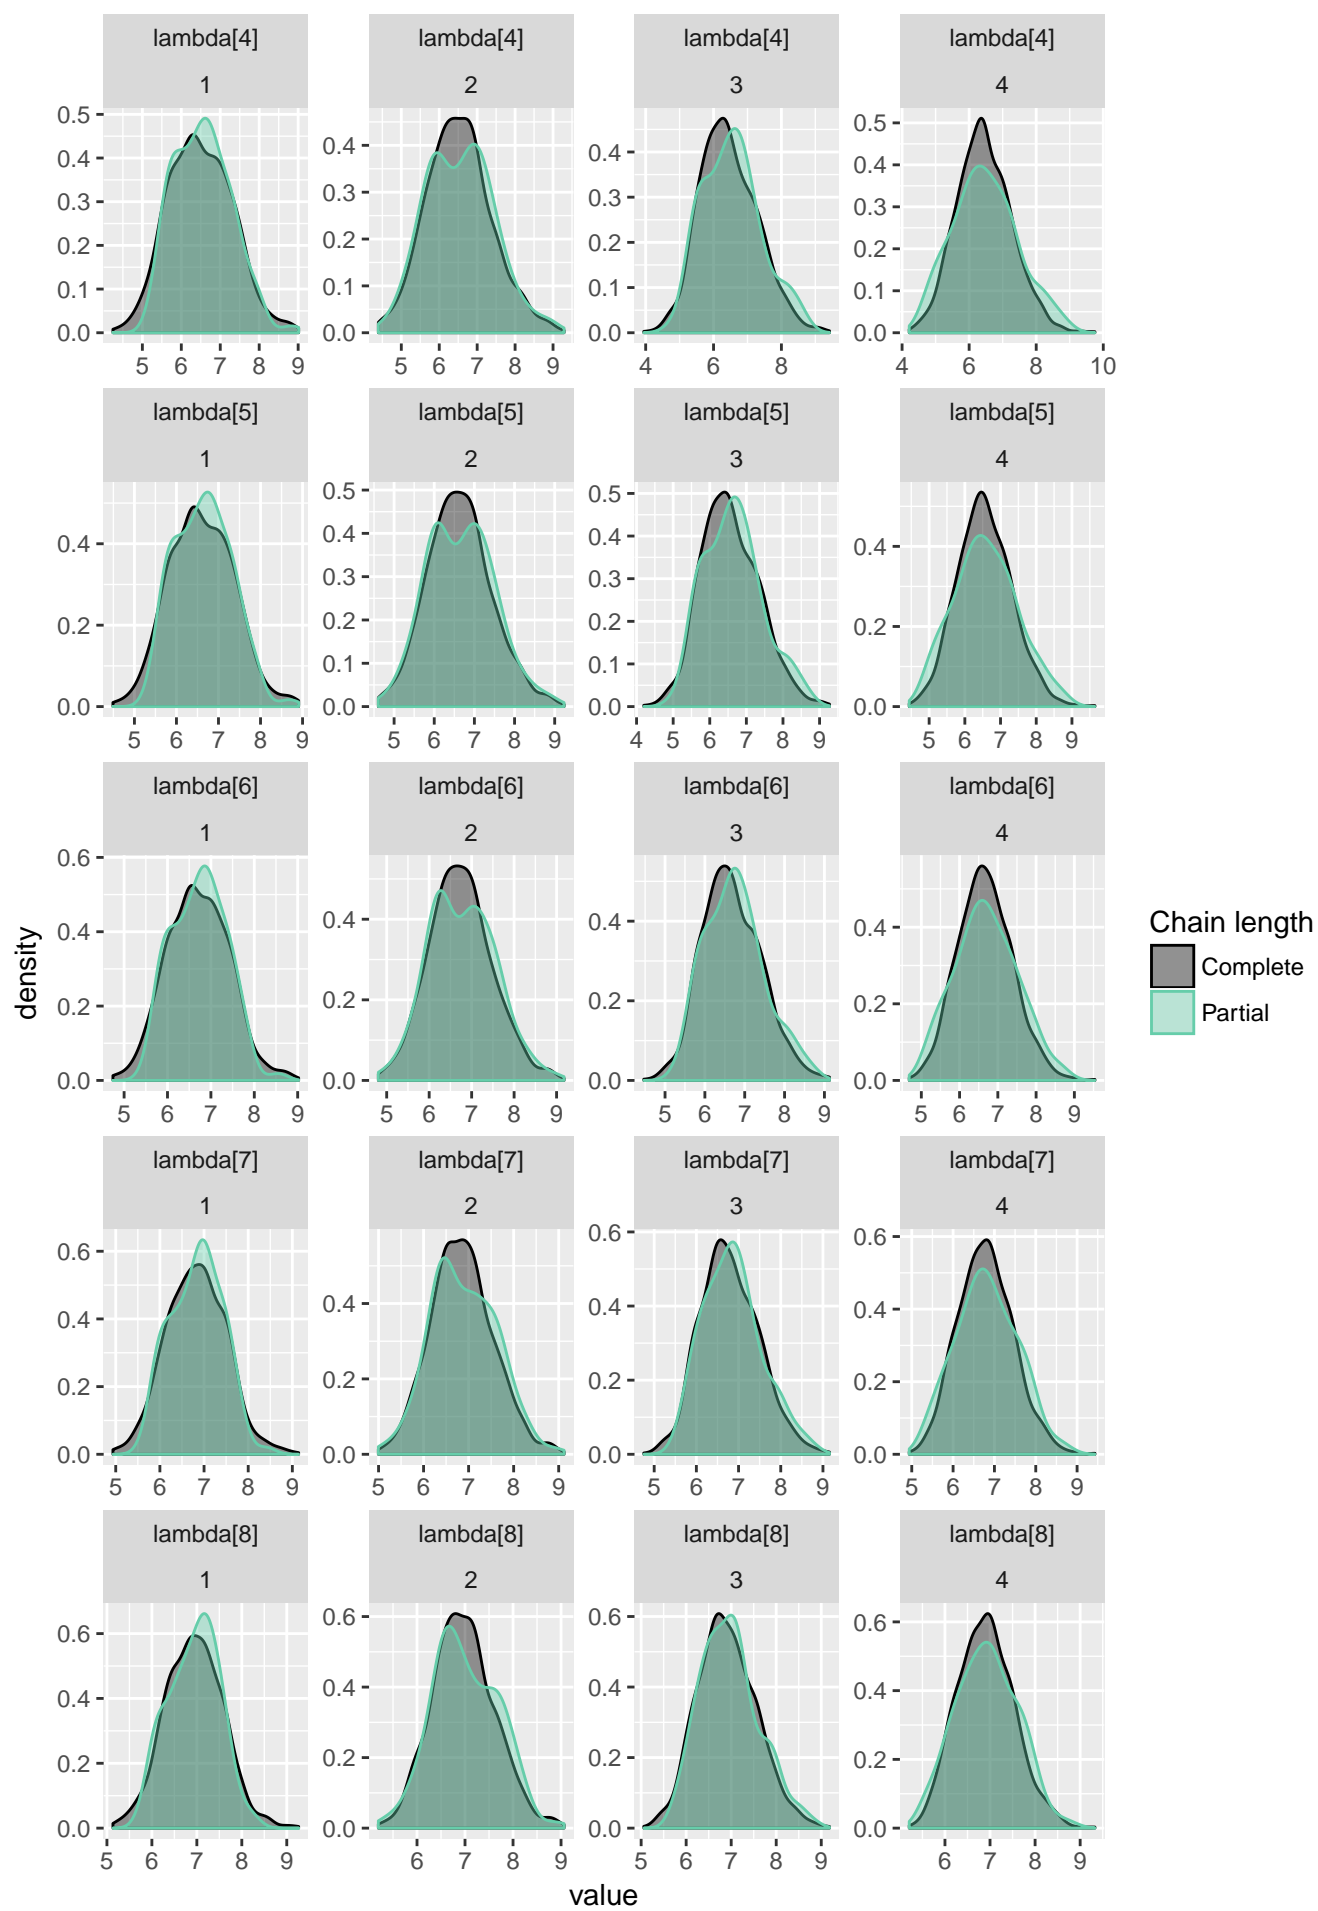 lambda[4] lambda[4] lambda[4] lambda[4]
1 2 3 4
0.5 0.4 0.3 0.2 0.1 0.0
0.4 0.3 0.2 0.1 0.0
0.4 0.3 0.2 0.1 0.0
0.5 0.4 0.3 0.2 0.1 0.0
5 6 7 8 9 5 6 7 8 9 4 6 8 4 6 8 10
lambda[5] lambda[5] lambda[5] lambda[5]
1 2 3 4
0.4 0.2 0.0
0.5 0.4 0.3 0.2 0.1 0.0
0.5 0.4 0.3 0.2 0.1 0.0
0.4 0.2 0.0
5 6 7 8 9 5 6 7 8 9 4 5 6 7 8 9 5 6 7 8 9
lambda[6] lambda[6] lambda[6] lambda[6]
1 2 3 4
0.6 0.4 0.2 0.0
0.4 0.2 0.0
0.4 0.2 0.0
0.4 0.2 0.0
5 6 7 8 9 5 6 7 8 9 5 6 7 8 9 5 6 7 8 9
lambda[7] lambda[7] lambda[7] lambda[7]
1 2 3 4
0.6 0.4 0.2 0.0
0.4 0.2 0.0
0.6 0.4 0.2 0.0
0.6 0.4 0.2 0.0
5 6 7 8 9 5 6 7 8 9 5 6 7 8 9 5 6 7 8 9
lambda[8] lambda[8] lambda[8] lambda[8]
1 2 3 4
0.6 0.4 0.2 0.0
0.6 0.4 0.2 0.0
0.6 0.4 0.2 0.0
0.6 0.4 0.2 0.0
5 6 7 8 9 6 7 8 9 5 6 7 8 9 6 7 8 9
value
density
Chain length
Complete
Partial